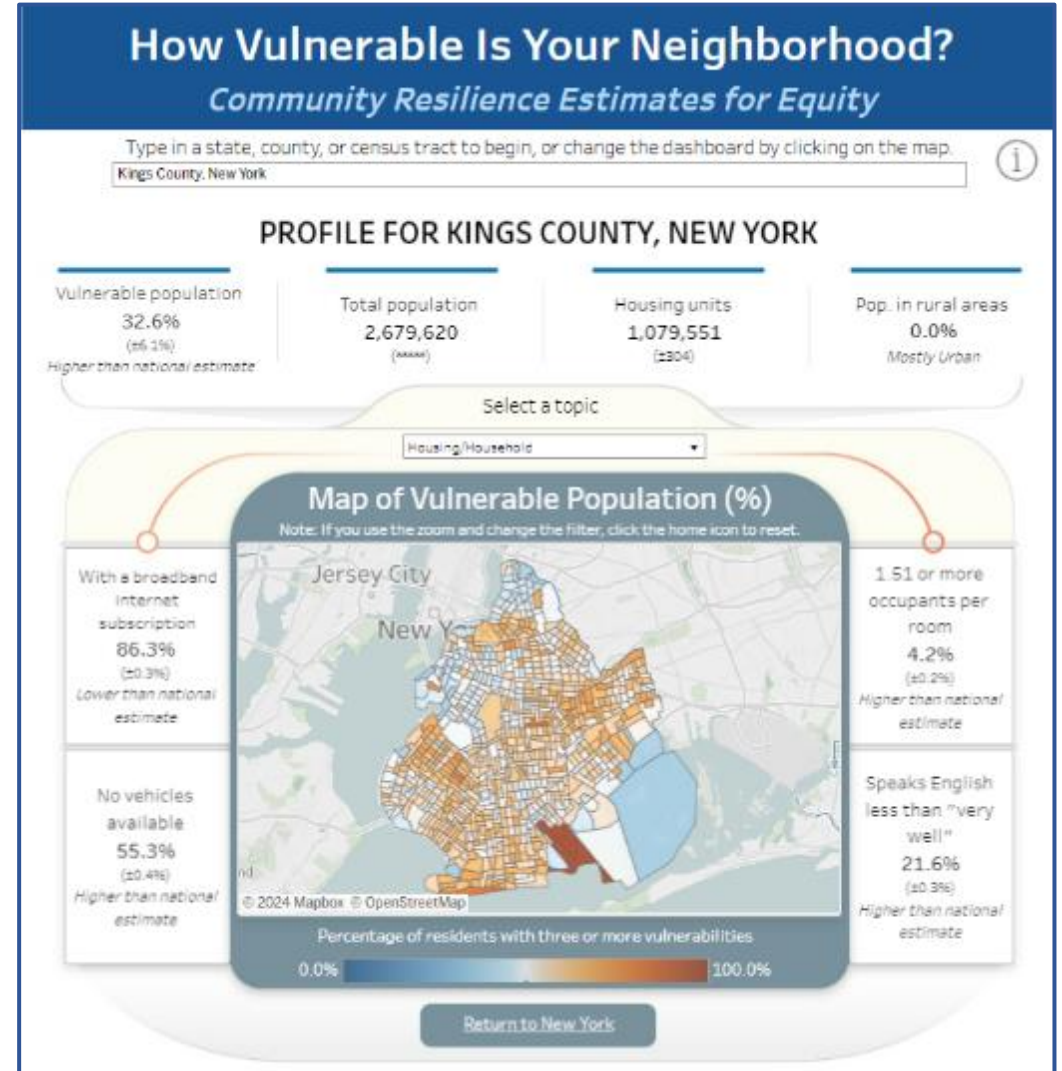 How Vulnerable Is Your Neighborhood?
Community Resilience Estimates for Equity
Type in a state, county, or census tract to begin, or change the dashboard by clicking on the map.
i
Kings County, New York
PROFILE FOR KINGS COUNTY, NEW YORK
Vulnerable population
32.6%
(±6.1%)
Higher than national estimate
Total population
2,679,620
(*****)
Housing units
1,079,551
(±304)
Pop. in rural areas
0.0%
Mostly Urban
Select a topic
Housing/Household
Map of Vulnerable Population (%)
Note: If you use the zoom and change the filter, click the home icon to reset.
With a broadband
internet
subscription
86.3%
(±0.3%)
Lower than national
estimate
No vehicles
available
55.3%
(±0.4%)
Higher than national
estimate
Jersey City
New Yo
nd
© 2024 Mapbox © OpenStreetMap
Percentage of residents with three or more vulnerabilities
0.0%
100.0%
1.51 or more
occupants per
room
4.2%
(±0.2%)
Higher than national
estimate
Speaks English
less than "very
well"
21.6%
(±0.3%)
Higher than national
estimate
Return to New York